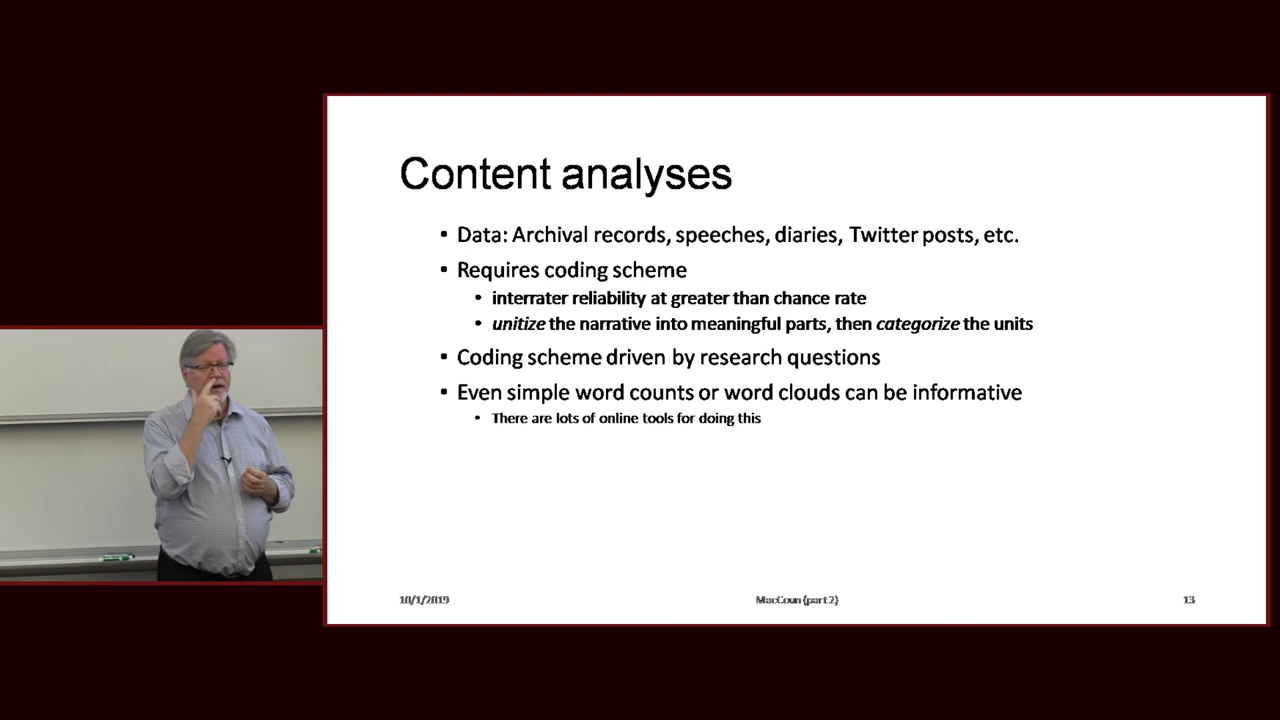 Content analyses
• Data: Archival records, speeches, diaries, Twitter posts, etc.
• Requires coding scheme
• interrater reliability at greater than chance rate
• unitize the narrative into meaningful parts, then categorize the units
• Coding scheme driven by research questions
• Even simple word counts or word clouds can be informative
• There are lots of online tools for doing this
10/1/2019 MacCoun (part 2) 13